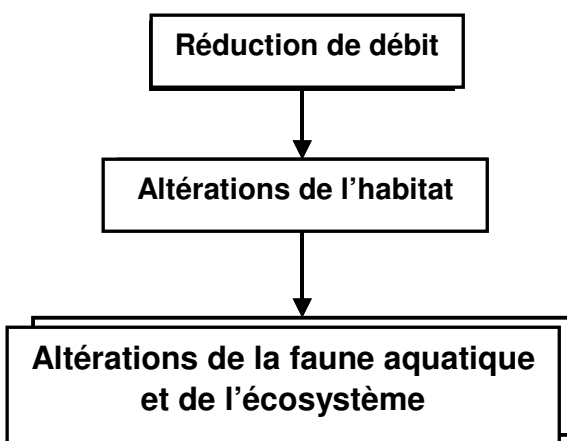 Réduction de débit
Altérations de l'habitat
Altérations de la faune aquatique
et de l'écosystème